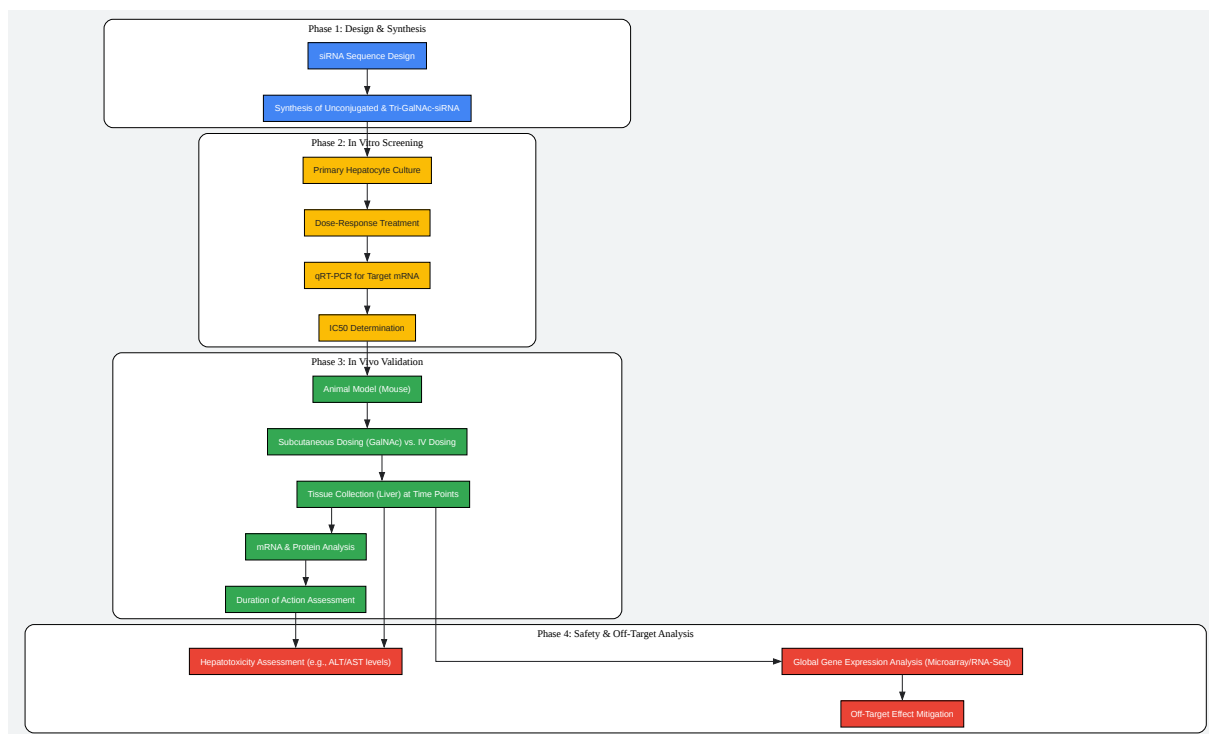 Phase 1: Design & Synthesis
siRNA Sequence Design
Synthesis of Unconjugated & Tri-GalNAc-siRNA
Phase 2: In Vitro Screening
Primary Hepatocyte Culture
Dose-Response Treatment
qRT-PCR for Target mRNA
IC50 Determination
Phase 3: In Vivo Validation
Animal Model (Mouse)
Subcutaneous Dosing (GalNAc) vs. IV Dosing
Tissue Collection (Liver) at Time Points
mRNA & Protein Analysis
Duration of Action Assessment
Phase 4: Safety & Off-Target Analysis
Hepatotoxicity Assessment (e.g., ALT/AST levels)
Global Gene Expression Analysis (Microarray/RNA-Seq)
Off-Target Effect Mitigation